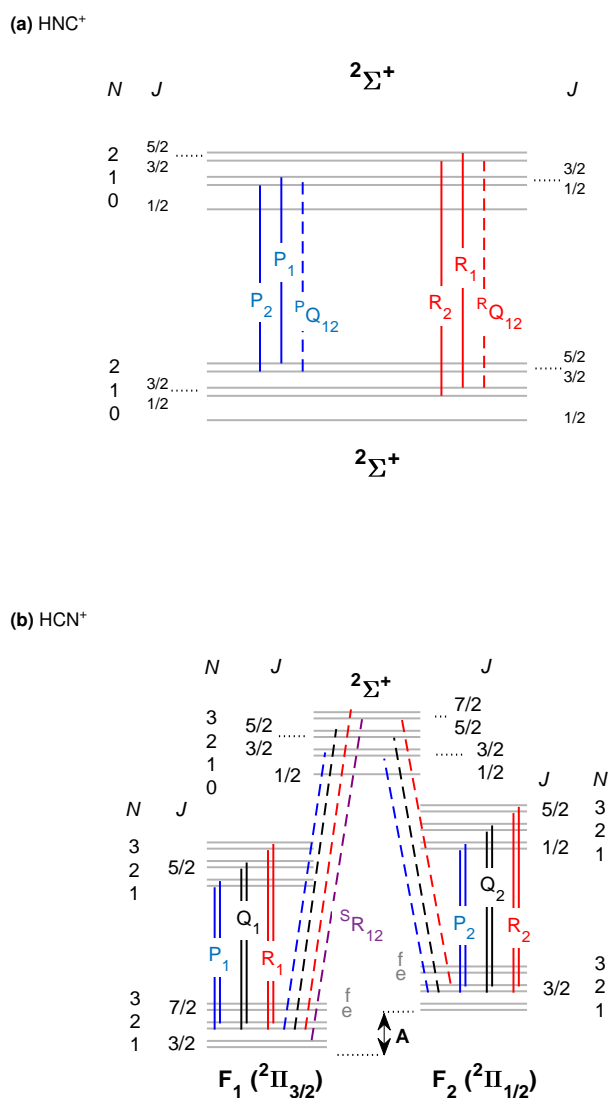 (a) HNC⁺
²Σ⁺
N J J
5/2
2 3/2 3/2
1 1/2
0 1/2
P₁ R₁
P₂ ᴾQ₁₂ R₂ ᴿQ₁₂
5/2
2 3/2
1 3/2
1/2
0 1/2
²Σ⁺
(b) HCN⁺
N J J
²Σ⁺
3 7/2
5/2 5/2
2 3/2 3/2
1 1/2 1/2
0
J N
N J 5/2 3
2
3 1/2 1
2 5/2
1
Q₁ ˢR₁₂ P₂ Q₂ R₂
P₁ R₁
f
e
3
3/2 2
1
3 7/2 f
e
2 A
1 3/2
F₁ (²Π₃/₂) F₂ (²Π₁/₂)